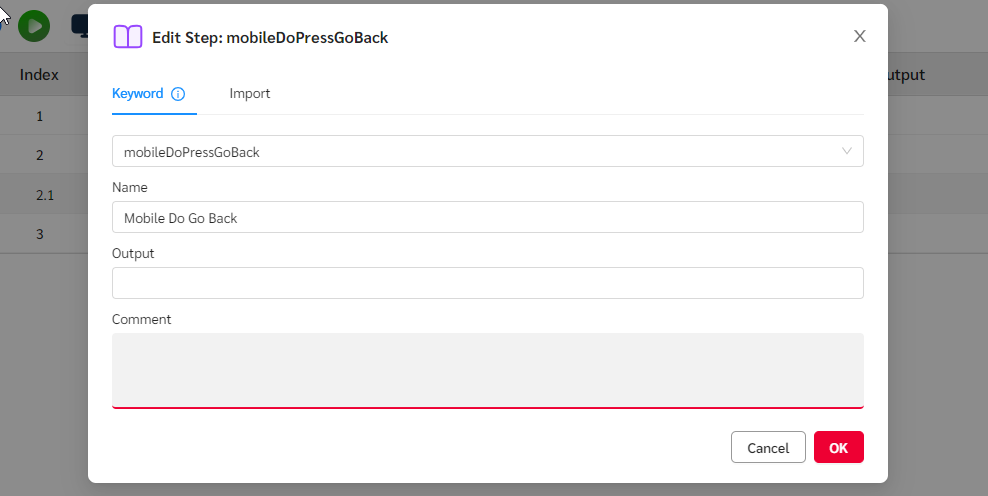 Edit Step: mobileDoPressGoBack
Index
utput
Keyword
Import
1
mobileDoPressGoBack
2
Name
2.1
Mobile Do Go Back
3
Output
Comment
Cancel
OK